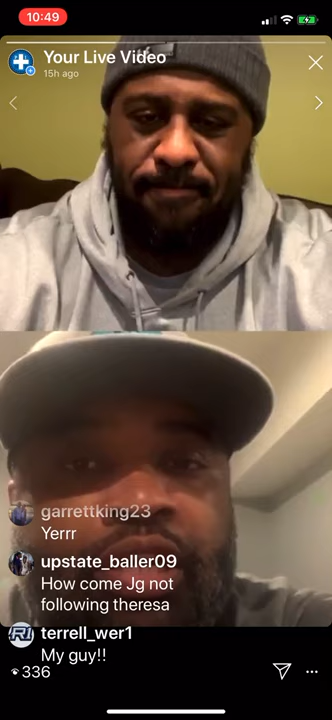 10:49
Your Live Video
15h ago
garrettking23
Yerrr
upstate_baller09
How come Jg not
following theresa
terrell_wer1
My guy!!
336